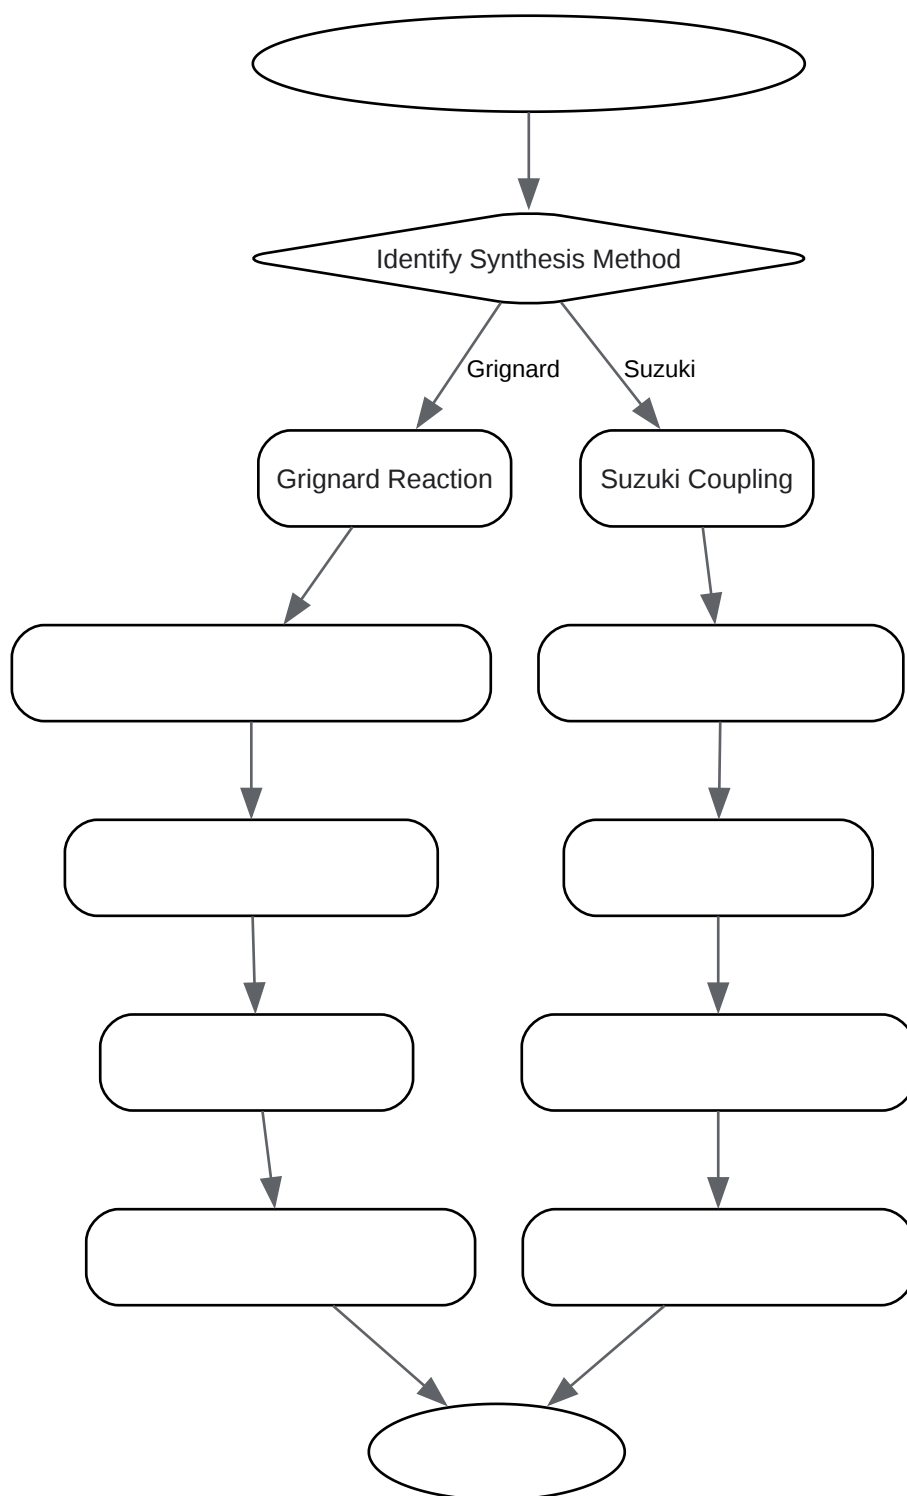 Identify Synthesis Method
Grignard
Suzuki
Grignard Reaction
Suzuki Coupling